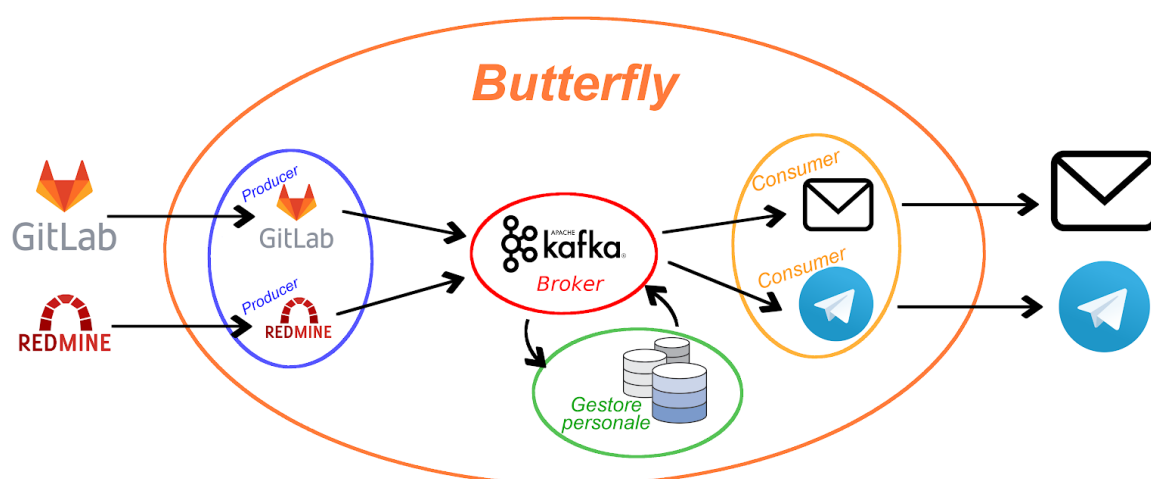 Butterfly
Producer
GitLab
GitLab
Producer
REDMINE
REDMINE
APACHE
kafka®
Broker
Consumer
Consumer
Gestore
personale